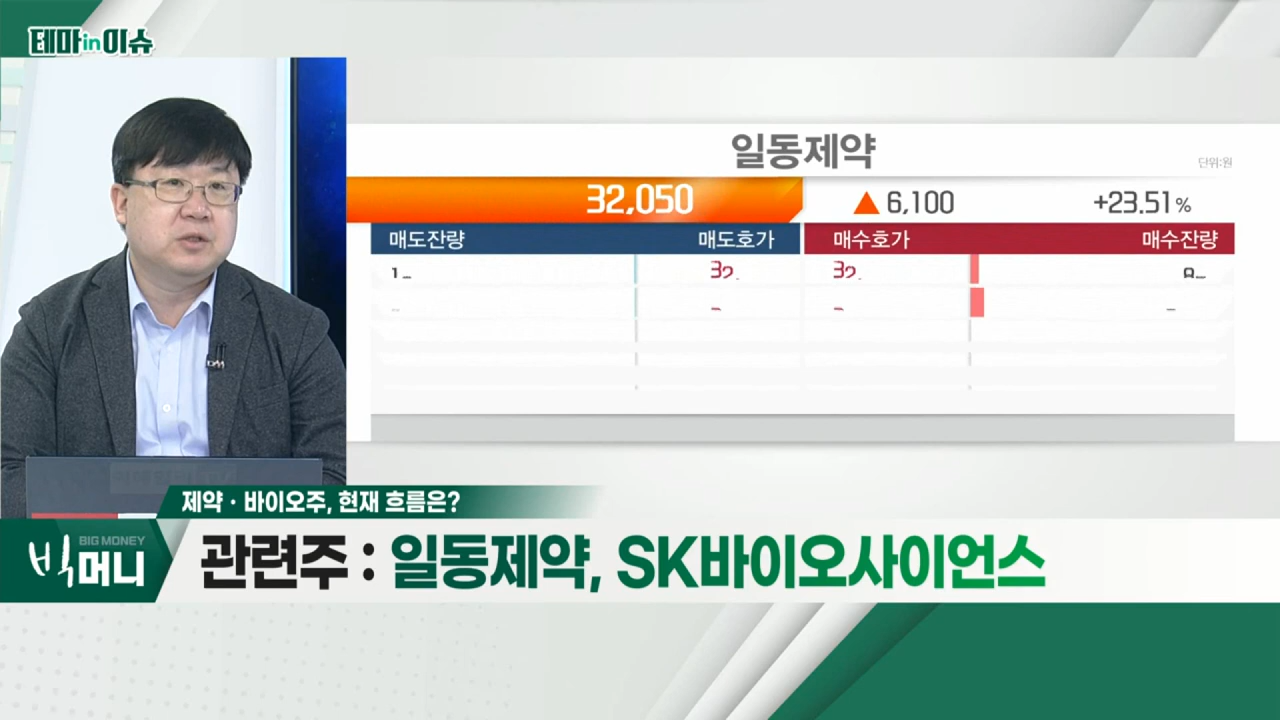 테마in이슈
일동제약
단위:원
32,050
▲ 6,100
+23.51 %
매도잔량 매도호가 매수호가 매수잔량
제약·바이오주, 현재 흐름은?
BIG MONEY
빅머니
관련주 : 일동제약, SK바이오사이언스